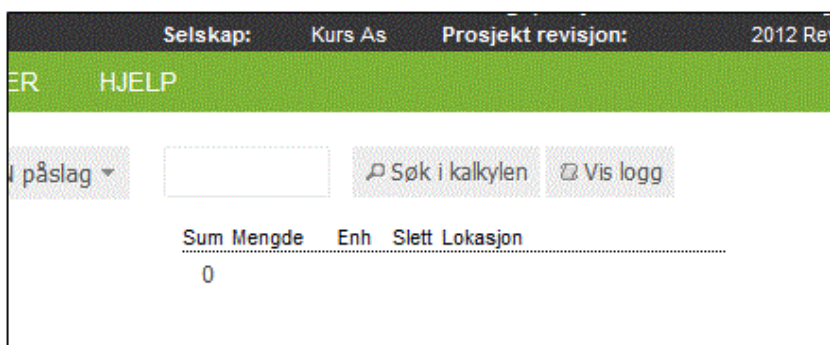 Selskap: Kurs As Prosjekt revisjon: 2012 Rev
ER HJELP
påslag Søk i kalkylen Vis logg
Sum Mengde Enh Slett Lokasjon
0